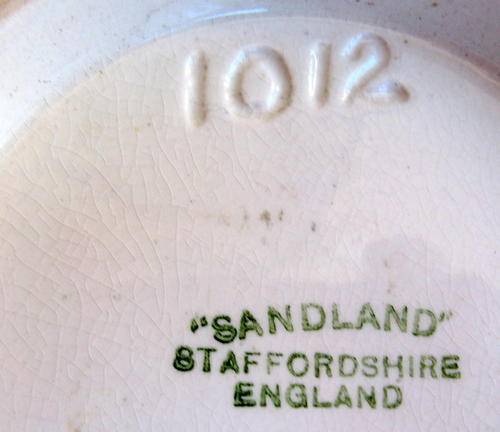 1012
"SANDLAND"
STAFFORDSHIRE
ENGLAND